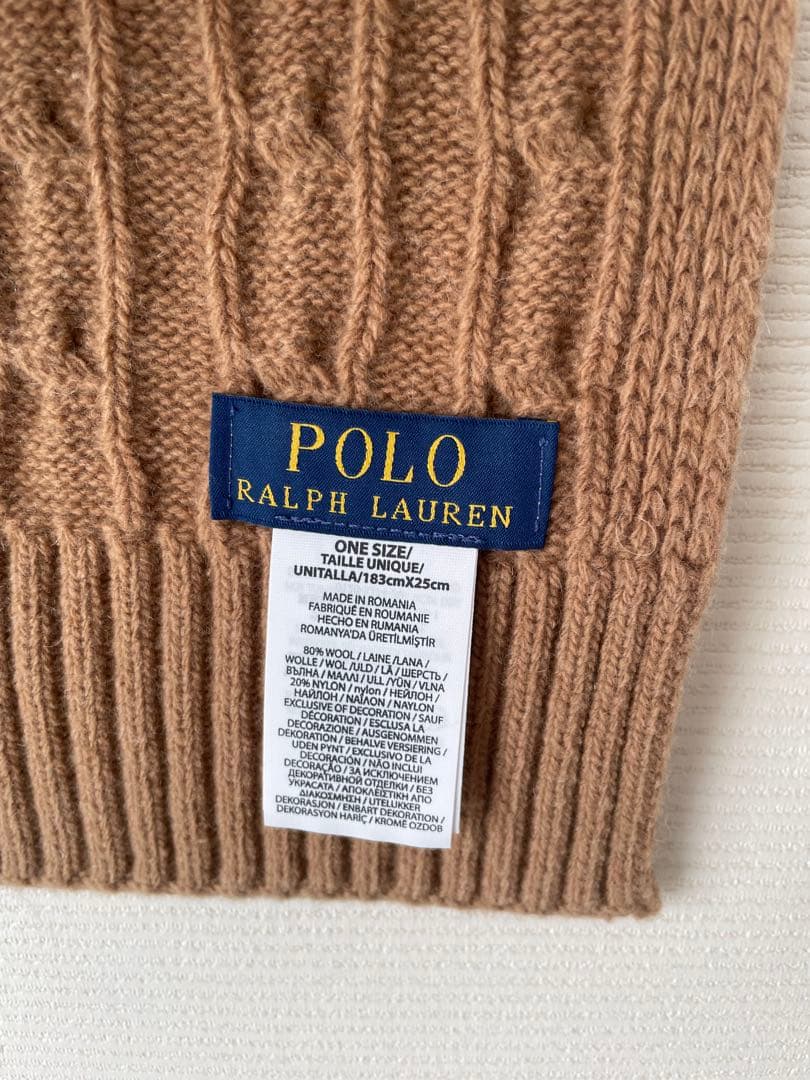 POLO
RALPH LAUREN
ONE SIZE/
TAILLE UNIQUE/
UNITALLA/183cmX25cm
MADE IN ROMANIA
FABRIQUÉ EN ROUMANIE
HECHO EN RUMANIA
ROMANYA'DA ÜRETİLMİŞTİR
80% WOOL / LAINE /LANA /
WOLLE / WOL /ULD / LÃ / ШЕРСТЬ /
ВЪЛНА / ΜΑΛΛΙ / ULL /YÜN / VLNA
20% NYLON / nylon / НЕЙЛОН /
НАЙЛОН / ΝΑΪΛΟΝ / NAYLON
EXCLUSIVE OF DECORATION / SAUF
DÉCORATION / ESCLUSA LA
DECORAZIONE / AUSGENOMMEN
DEKORATION / BEHALVE VERSIERING /
UDEN PYNT / EXCLUSIVO DE LA
DECORACIÓN / NÃO INCLUI
DECORAÇÃO / ЗА ИСКЛЮЧЕНИЕМ
ДЕКОРАТИВНОЙ ОТДЕЛКИ / БЕЗ
УКРАСАТА / ΑΠΟΚΛΕΙΣΤΙΚΗ ΑΠΟ
ΔΙΑΚΟΣΜΗΣΗ / UTELUKKER
DEKORASJON / ENBART DEKORATION /
DEKORASYON HARİÇ / KROMĚ OZDOB